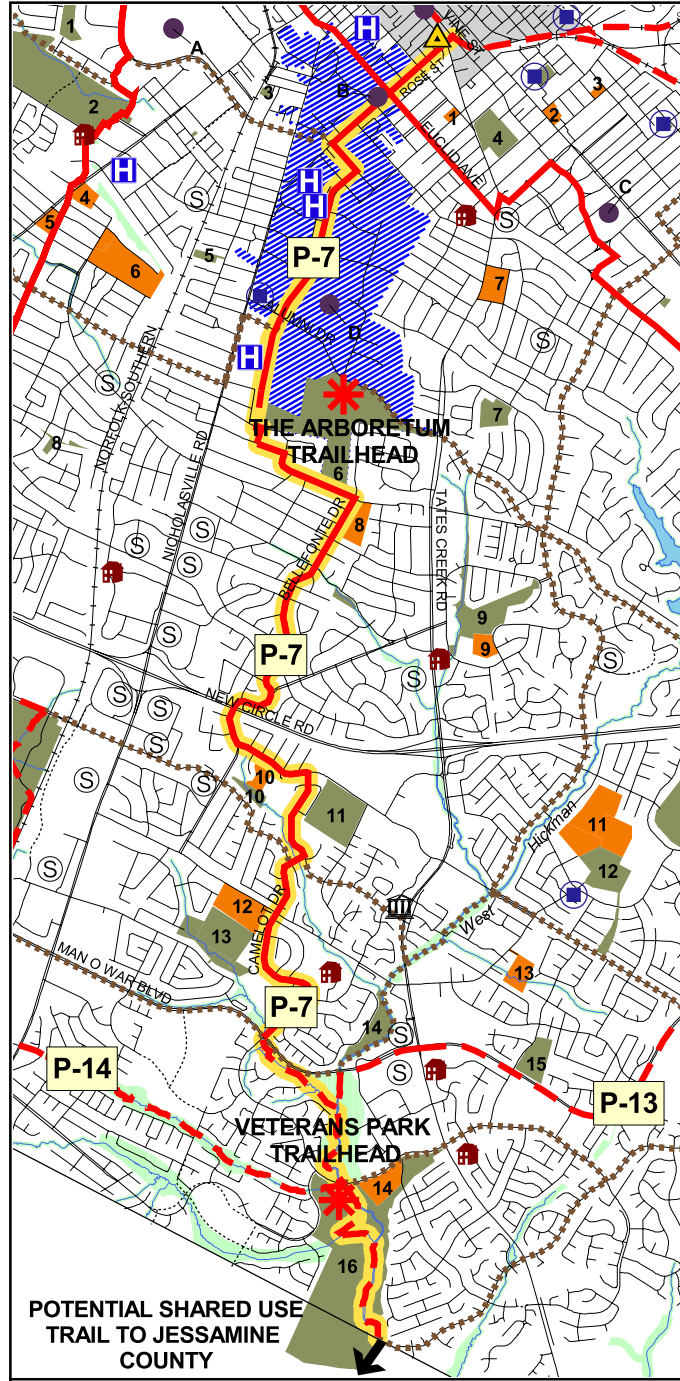 1
H
VINE ST
A
2
3
B
ROSE ST
3
1
2
4
EUCLID AVE
H
S
4
H
H
C
5
S
6
5
P-7
7
ALUMNI DR
D
S
H
NORFOLK-SOUTHERN
S
7
THE ARBORETUM
TRAILHEAD
8
6
NICHOLASVILLE RD
TATES CREEK RD
S
S
8
S
BELLEFONTE DR
9
9
S
P-7
S
S
S
S
NEW CIRCLE RD
S
S
S
10
10
11
11
Hickman
12
S
12
CAMELOT DR
13
West
MAN O WAR BLVD
13
P-7
14
S
15
P-14
S
P-13
VETERANS PARK
TRAILHEAD
14
16
POTENTIAL SHARED USE
TRAIL TO JESSAMINE
COUNTY